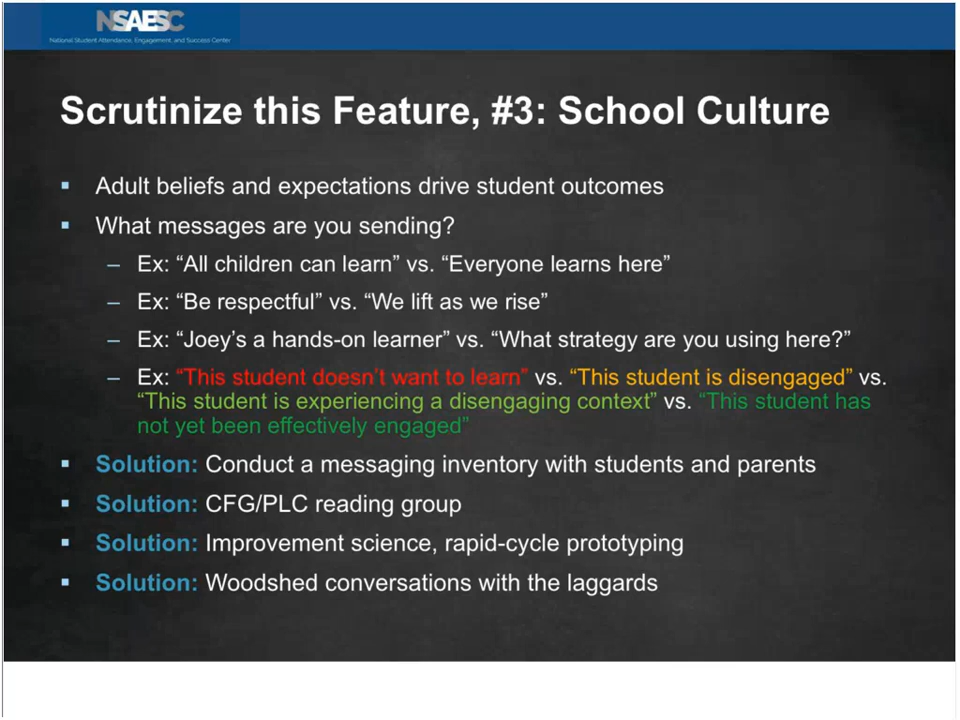 NSAESC
National Student Attendance, Engagement, and Success Center
Scrutinize this Feature, #3: School Culture
▪ Adult beliefs and expectations drive student outcomes
▪ What messages are you sending?
– Ex: “All children can learn” vs. “Everyone learns here”
– Ex: “Be respectful” vs. “We lift as we rise”
– Ex: “Joey’s a hands-on learner” vs. “What strategy are you using here?”
– Ex: “This student doesn’t want to learn” vs. “This student is disengaged” vs.
“This student is experiencing a disengaging context” vs. “This student has
not yet been effectively engaged”
▪ Solution: Conduct a messaging inventory with students and parents
▪ Solution: CFG/PLC reading group
▪ Solution: Improvement science, rapid-cycle prototyping
▪ Solution: Woodshed conversations with the laggards